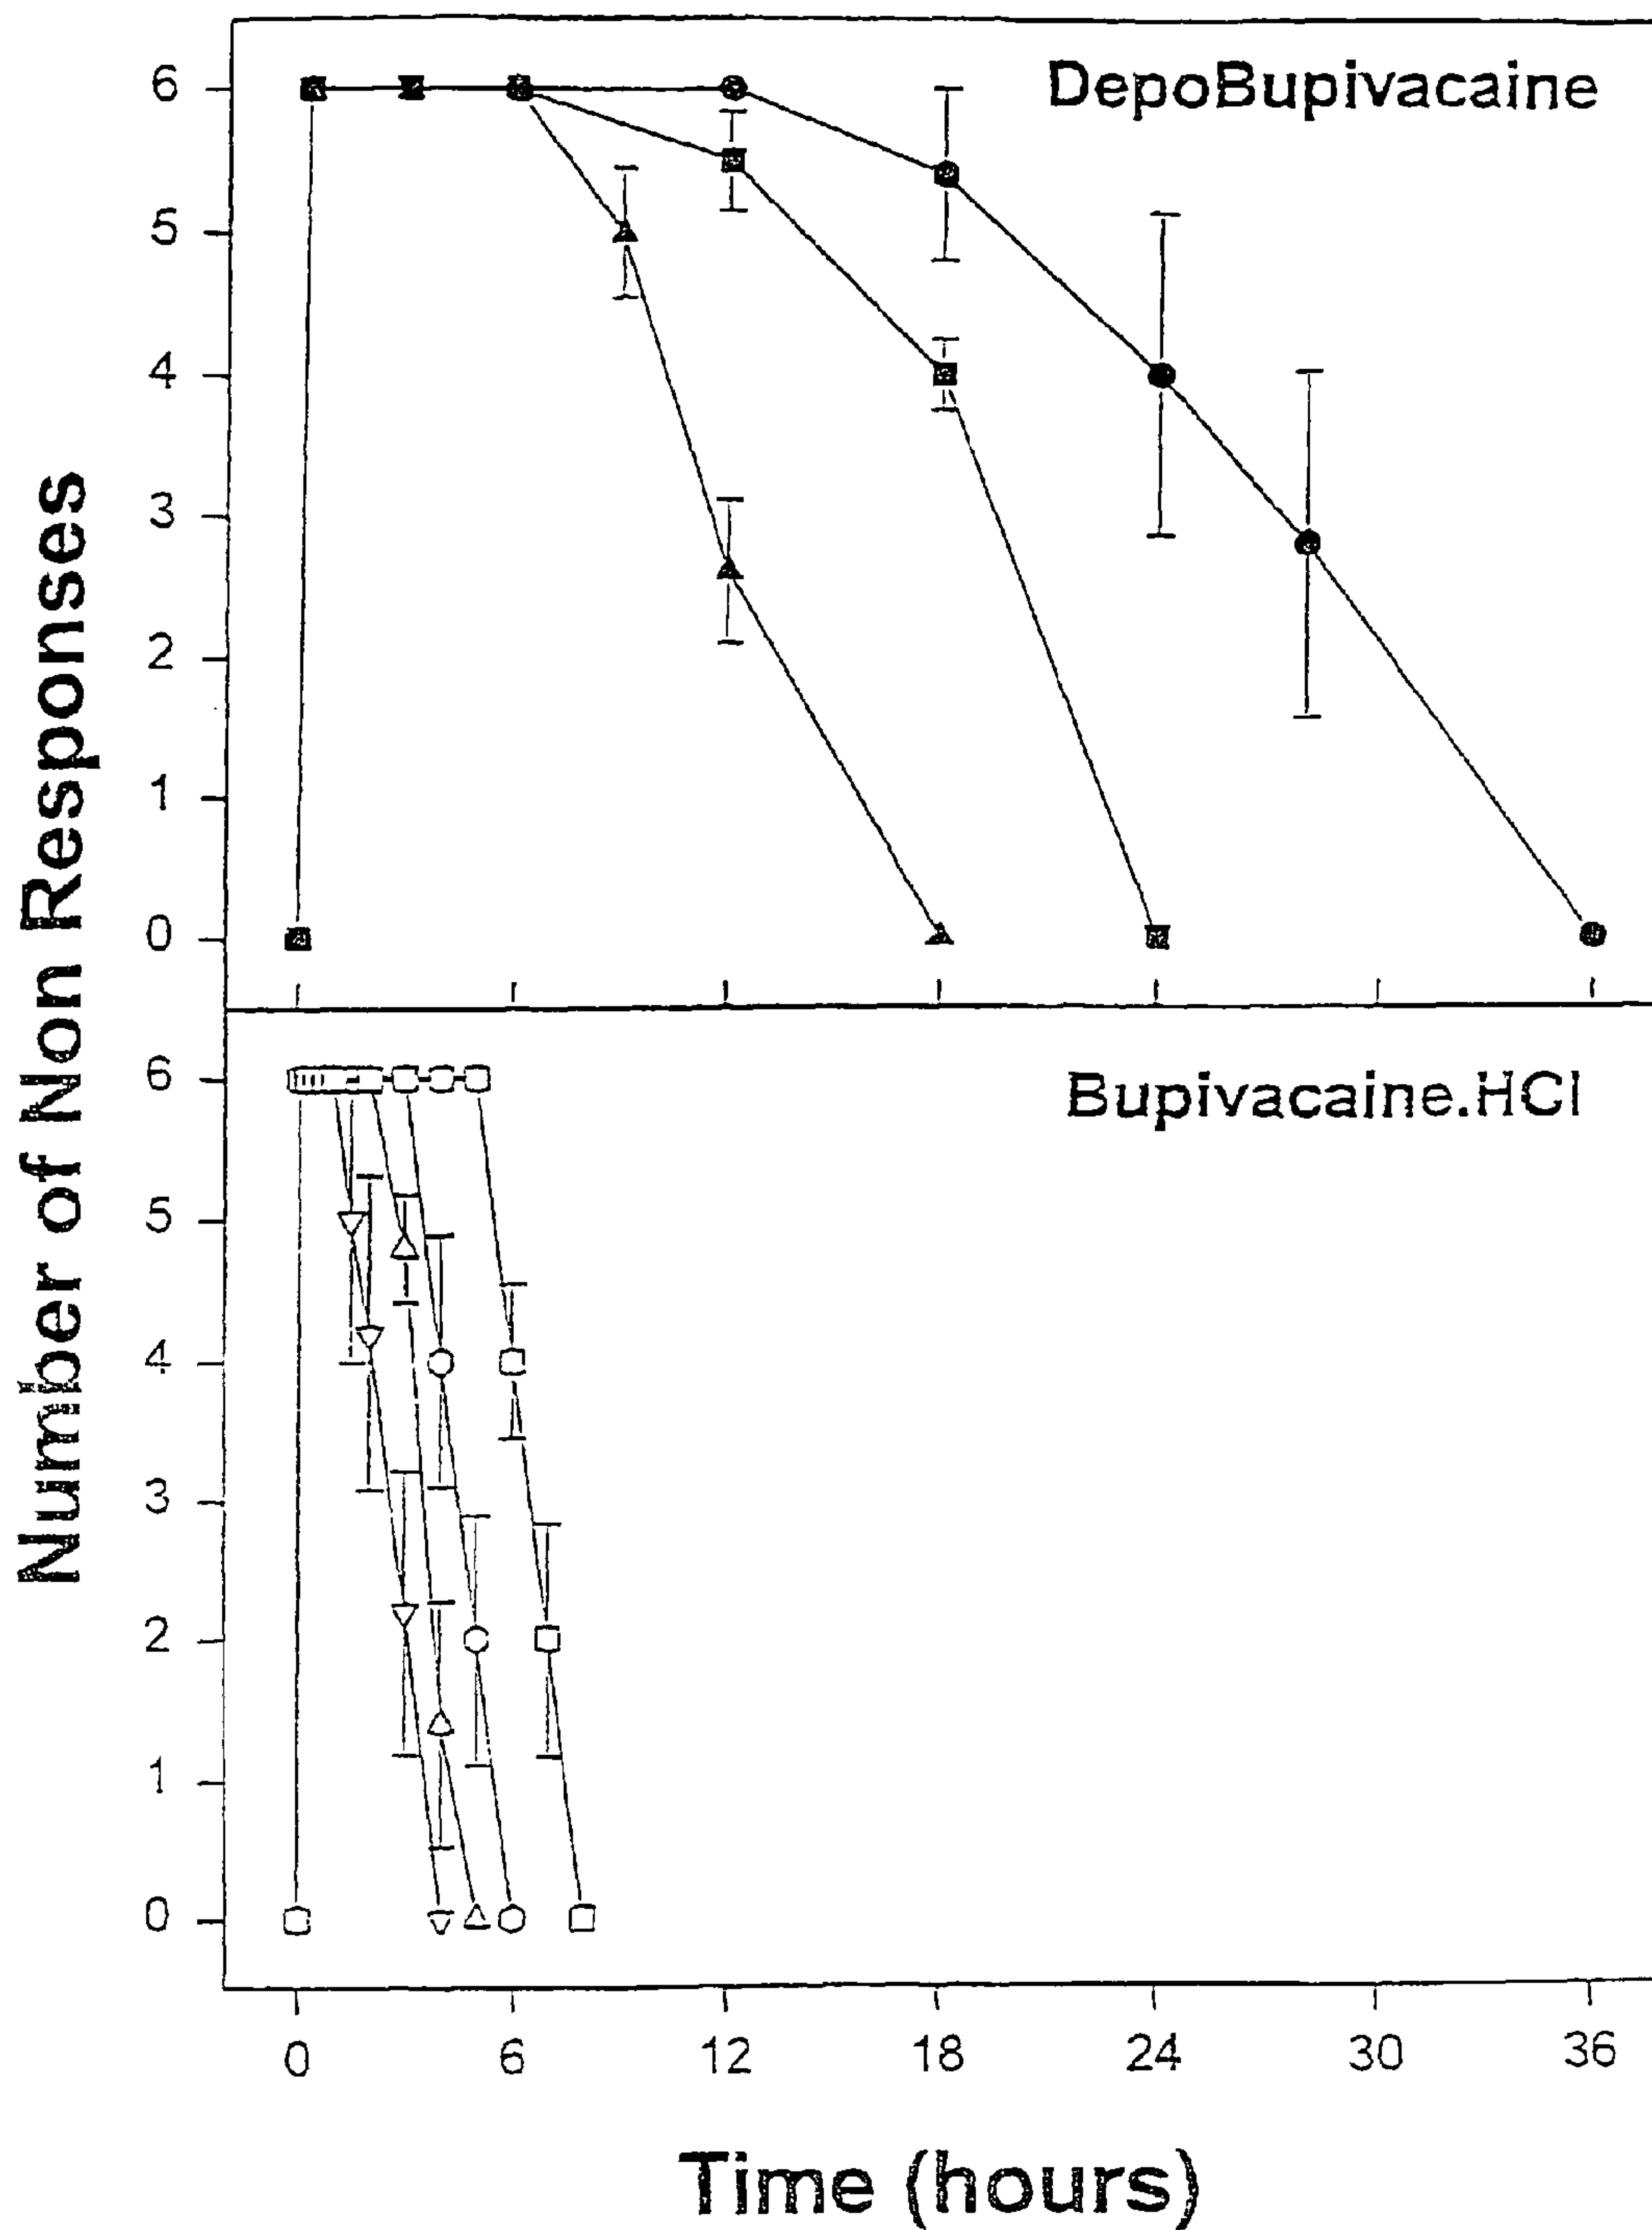 Number of Non Responses
DepoBupivacaine
6
5
4
3
2
1
0
Bupivacaine.HCl
6
5
4
3
2
1
0
0 6 12 18 24 30 36
Time (hours)